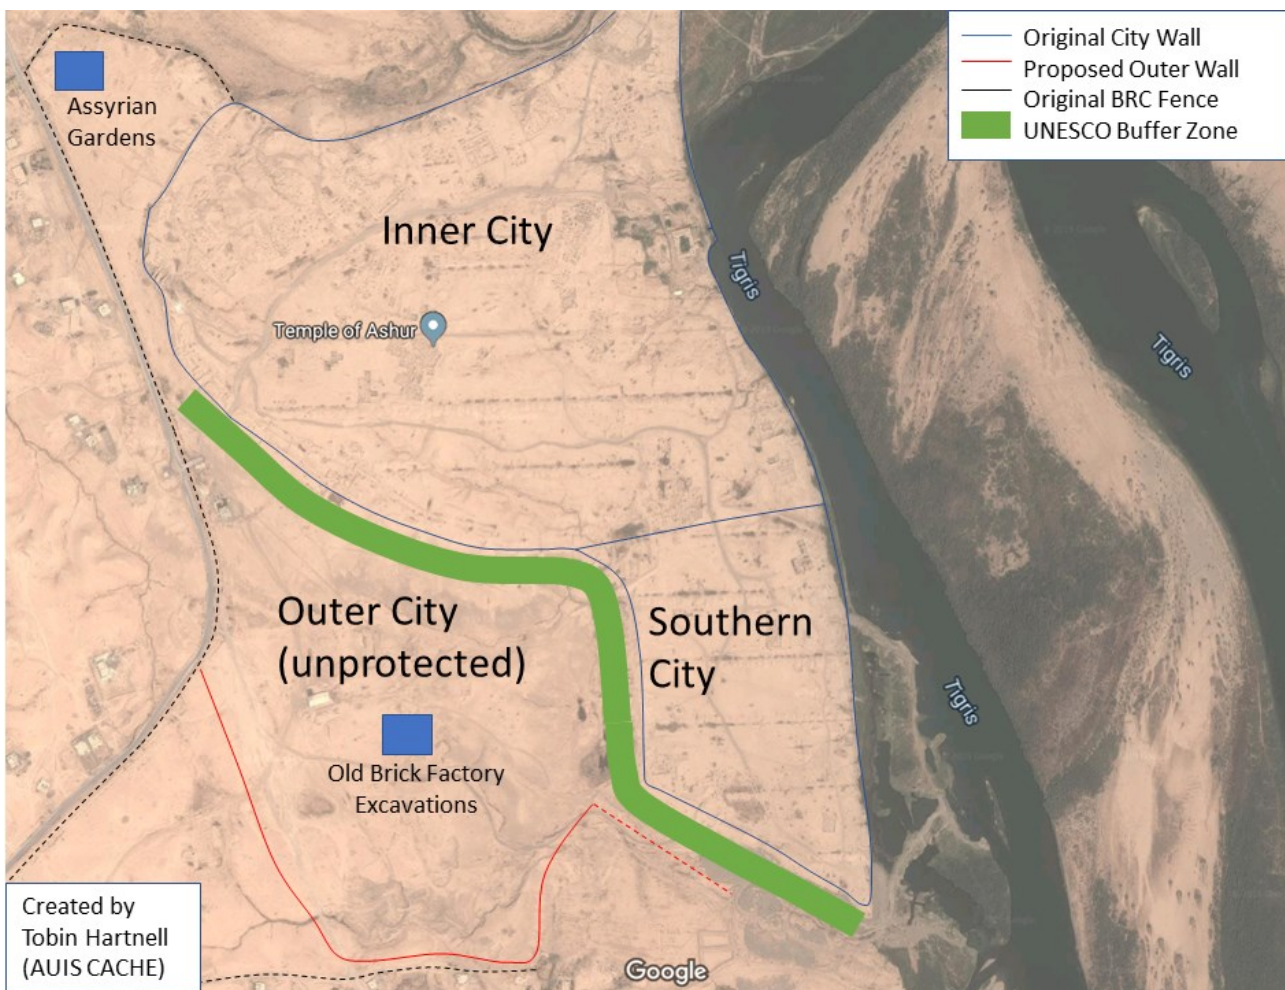 Original City Wall
Proposed Outer Wall
Original BRC Fence
UNESCO Buffer Zone
Assyrian
Gardens
Inner City
Tigris
Temple of Ashur
Tigris
Outer City
(unprotected)
Southern
City
Tigris
Old Brick Factory
Excavations
Created by
Tobin Hartnell
(AUIS CACHE)
Google